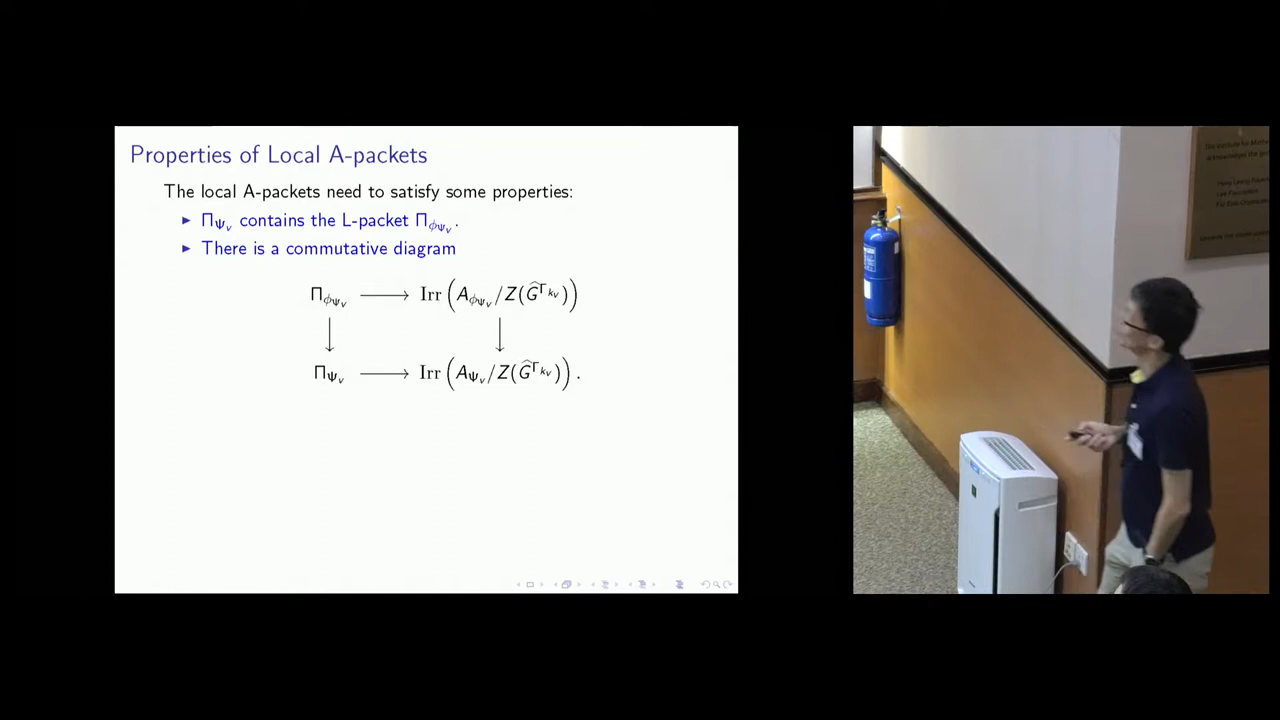 Properties of Local A-packets
The local A-packets need to satisfy some properties:
▶ Π_{Ψ_v} contains the L-packet Π_{ϕ_{Ψ_v}}.
▶ There is a commutative diagram
Π_{ϕ_{Ψ_v}} ⟶ Irr(A_{ϕ_{Ψ_v}}/Z(Ĝ^{Γ_{k_v}}))
↓ ↓
Π_{Ψ_v} ⟶ Irr(A_{Ψ_v}/Z(Ĝ^{Γ_{k_v}})).